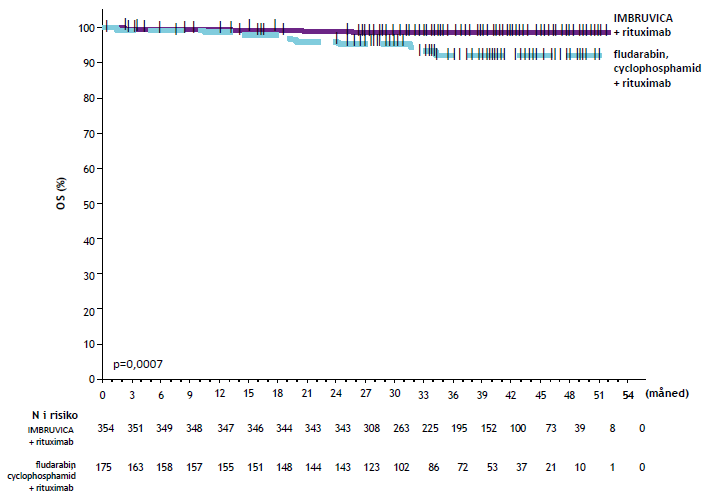 IMBRUVICA
+ rituximab
fludarabin,
cyclophosphamid
+ rituximab
OS (%)
100
90
80
70
60
50
40
30
20
10
0
p=0,0007
0 3 6 9 12 15 18 21 24 27 30 33 36 39 42 45 48 51 54 (måned)
N i risiko
IMBRUVICA
+ rituximab
354 351 349 348 347 346 344 343 343 308 263 225 195 152 100 73 39 8 0
fludarabin
cyclophosphamid
+ rituximab
175 163 158 157 155 151 148 144 143 123 102 86 72 53 37 21 10 1 0